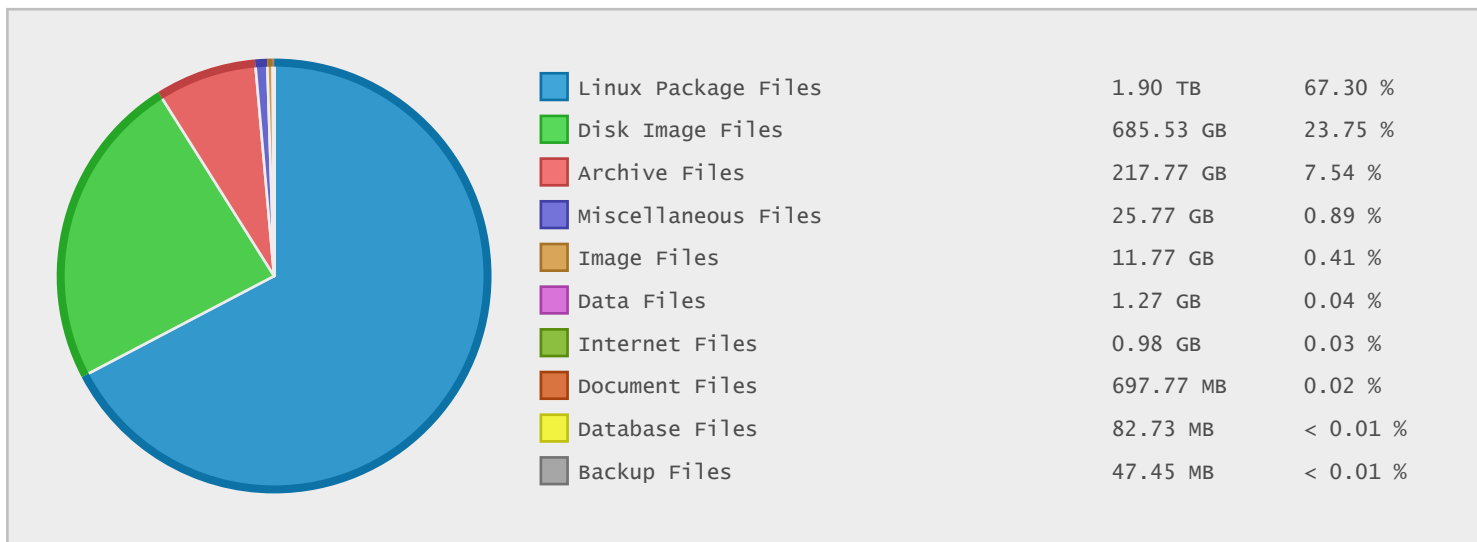 Linux Package Files 1.90 TB 67.30 %
Disk Image Files 685.53 GB 23.75 %
Archive Files 217.77 GB 7.54 %
Miscellaneous Files 25.77 GB 0.89 %
Image Files 11.77 GB 0.41 %
Data Files 1.27 GB 0.04 %
Internet Files 0.98 GB 0.03 %
Document Files 697.77 MB 0.02 %
Database Files 82.73 MB < 0.01 %
Backup Files 47.45 MB < 0.01 %